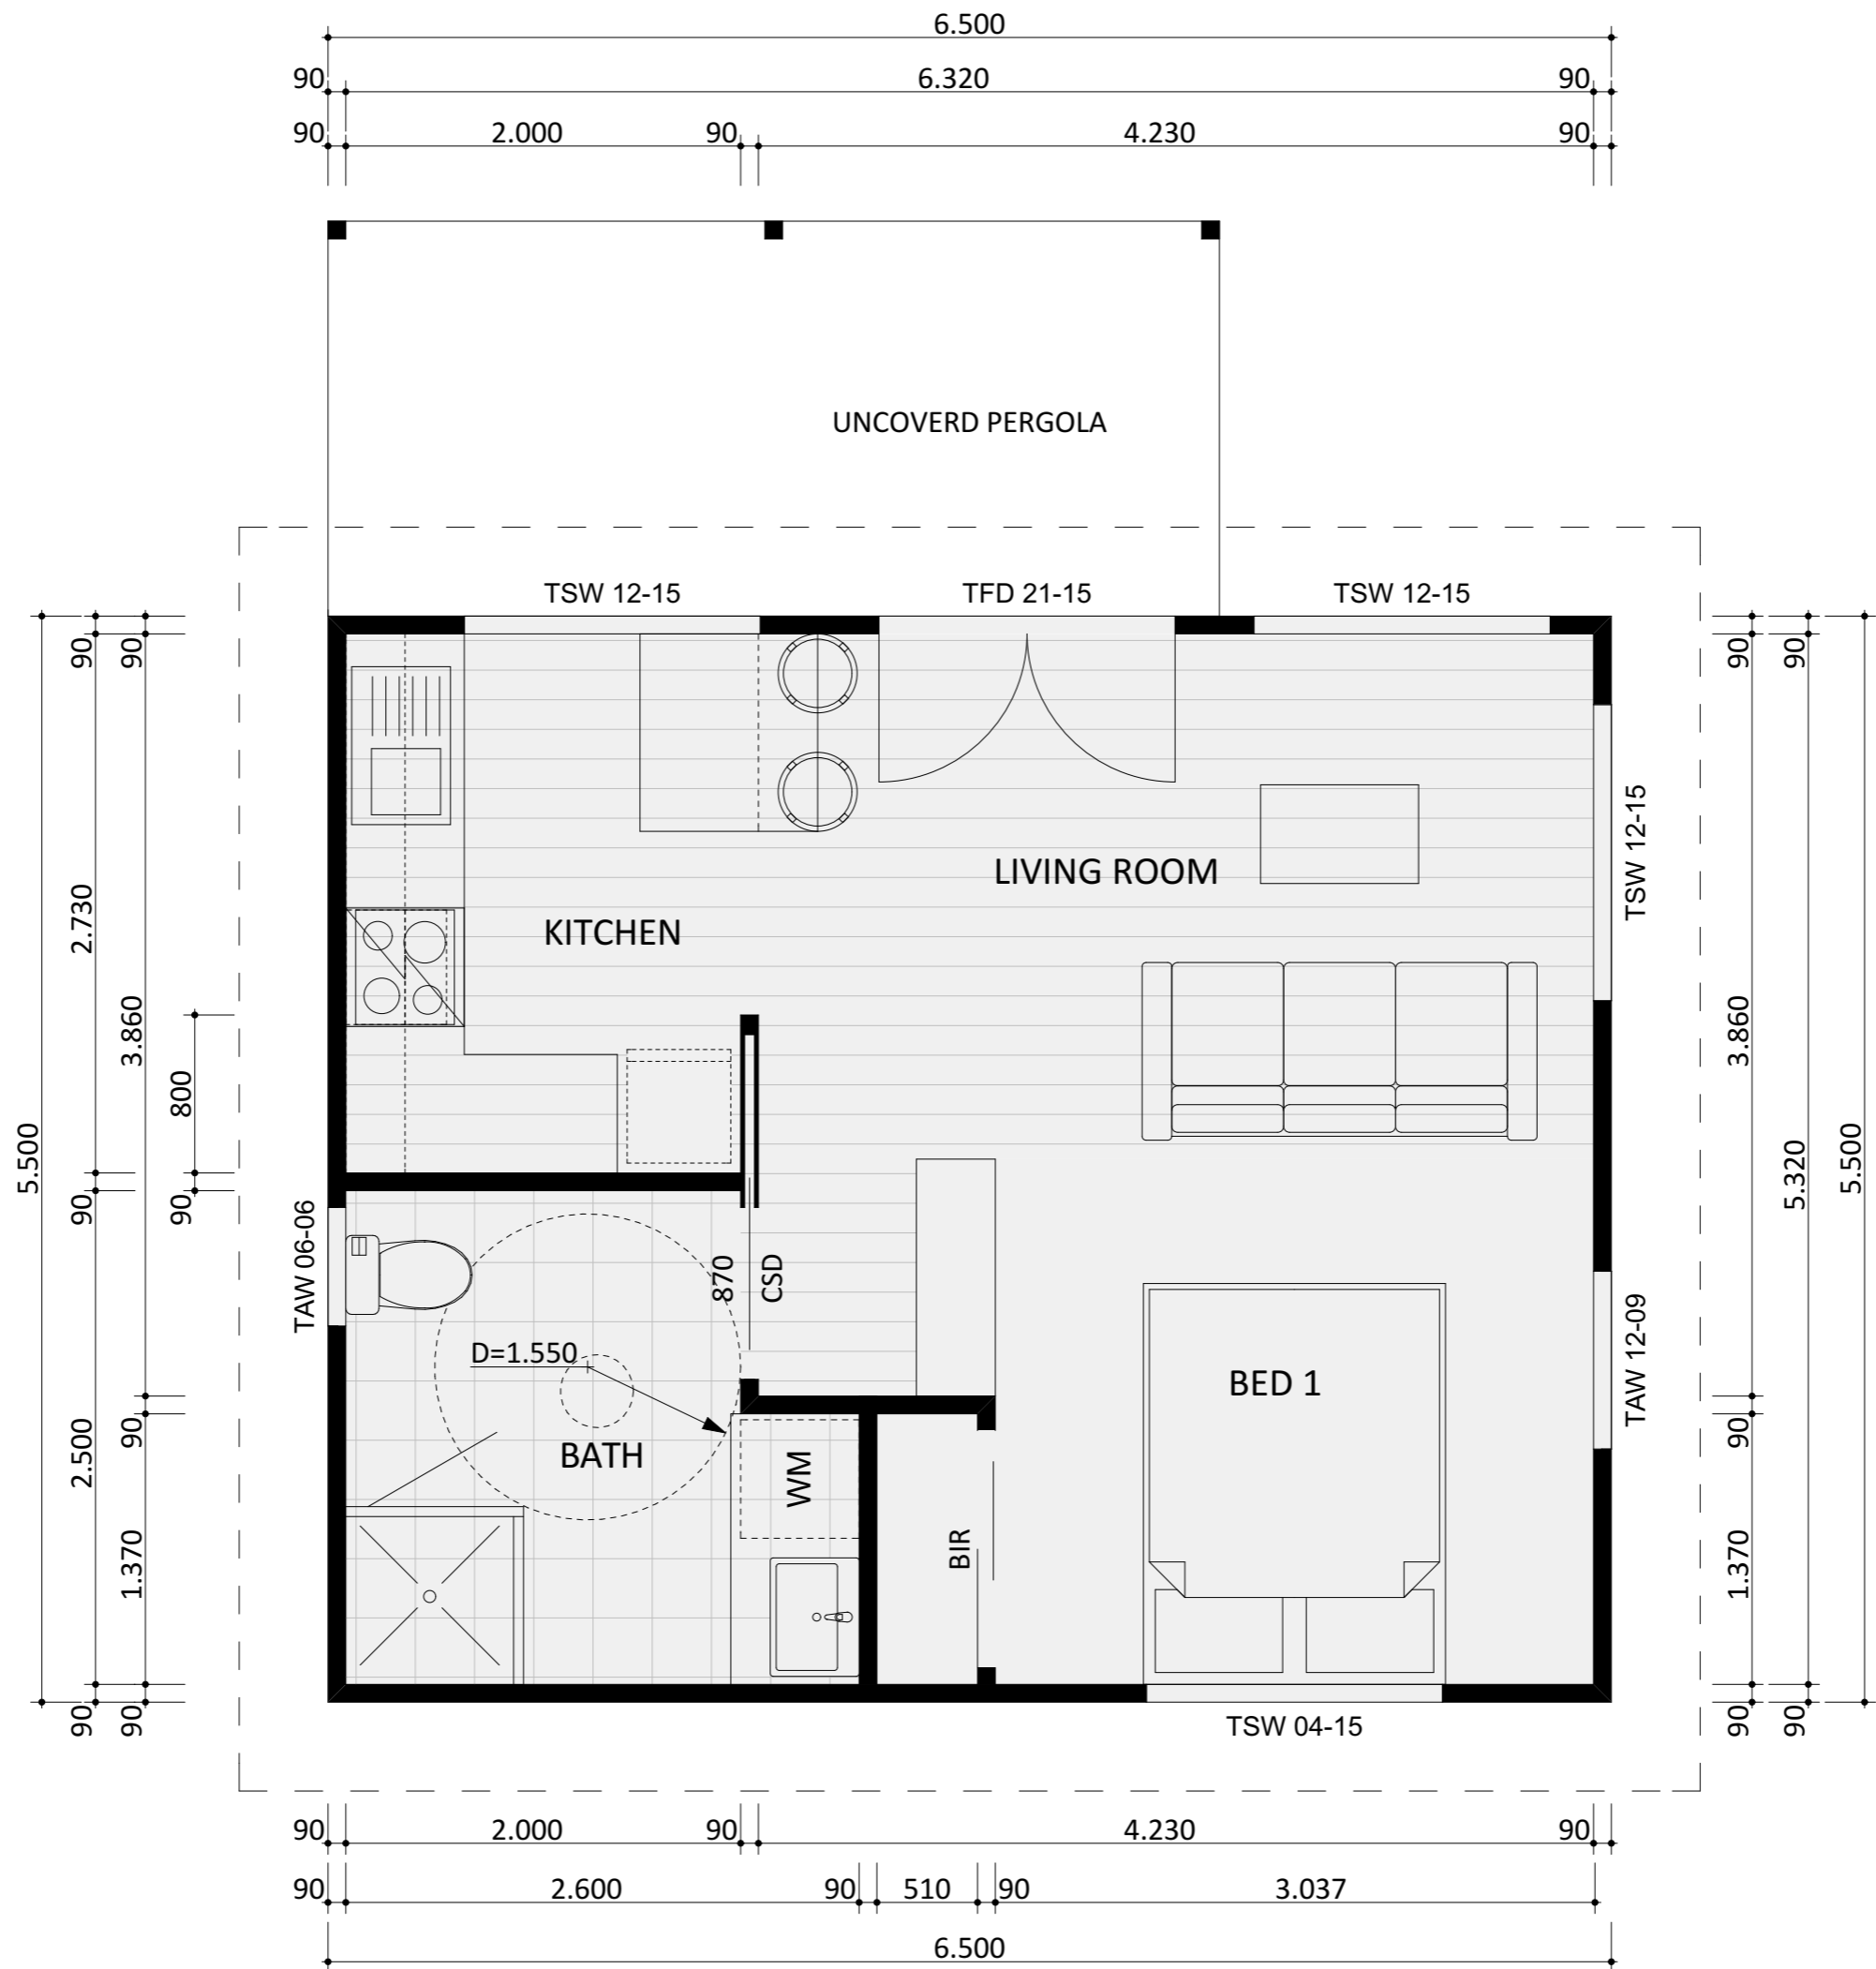 6.500
90 6.320 90
90 2.000 90 4.230 90
UNCOVERD PERGOLA
TSW 12-15 TFD 21-15 TSW 12-15
90 90 90 90
TSW 12-15
LIVING ROOM
KITCHEN
2.730
3.860
800
5.500
3.860
5.320
5.500
90 90
TAW 06-06
870
CSD
D=1.550
BED 1
TAW 12-09
90
2.500
BATH
WM
90
BIR
1.370
1.370
90 90 90 90
TSW 04-15
90 2.000 90 4.230 90
90 2.600 90 510 90 3.037
6.500